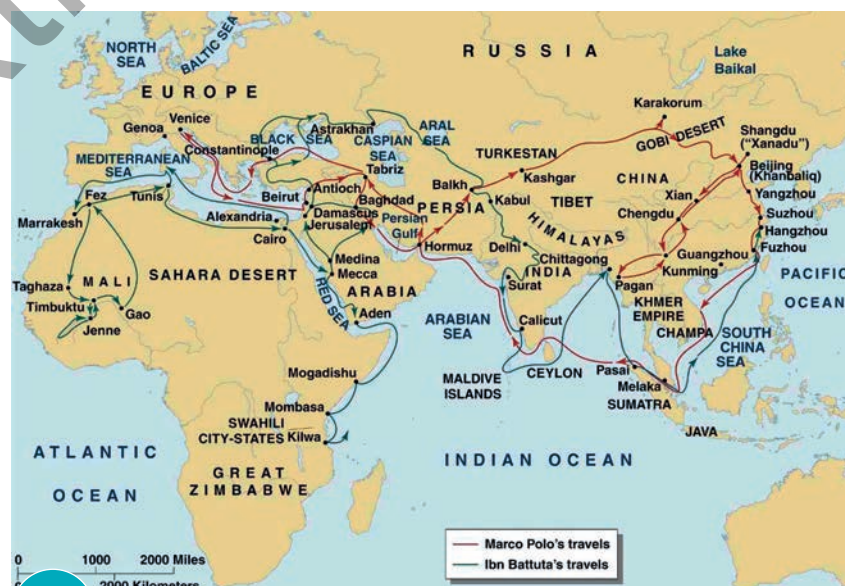 NORTH
SEA
BALTIC SEA
RUSSIA
Lake
Baikal
EUROPE
Karakorum
Venice
Genoa
Astrakhan
ARAL
SEA
GOBI DESERT
Shangdu
("Xanadu")
BLACK SEA
CASPIAN
SEA
Constantinople
TURKESTAN
MEDITERRANEAN
SEA
Tabriz
Kashgar
CHINA
Beijing
(Khanbaliq)
Fez
Tunis
Antioch
Balkh
Beirut
Baghdad
Kabul
TIBET
Xian
Yangzhou
Marrakesh
Alexandria
Damascus
Jerusalem
PERSIA
Persian
Gulf
Chengdu
Suzhou
Hangzhou
Cairo
HIMALAYAS
Hormuz
Delhi
Chittagong
Guangzhou
Fuzhou
Medina
Mecca
INDIA
Kunming
MALI
SAHARA DESERT
PACIFIC
OCEAN
Taghaza
ARABIA
Surat
Pagan
KHMER
EMPIRE
Timbuktu
Gao
RED SEA
Aden
ARABIAN
SEA
Calicut
CHAMPA
SOUTH
CHINA
SEA
Jenne
Mogadishu
MALDIVE
ISLANDS
CEYLON
Pasai
Melaka
SUMATRA
Mombasa
SWAHILI
CITY-STATES
Kilwa
JAVA
ATLANTIC
OCEAN
INDIAN OCEAN
GREAT
ZIMBABWE
Marco Polo's travels
Ibn Battuta's travels
0 1000 2000 Miles
2000 Kilometers